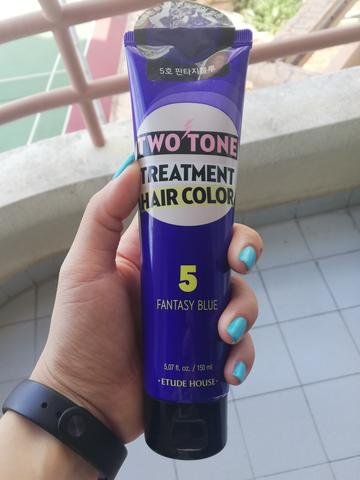 5호 판타지블루
TWO TONE
TREATMENT
HAIR COLOR
5
FANTASY BLUE
5.07 fl. oz. / 150 ml
·ETUDE HOUSE·